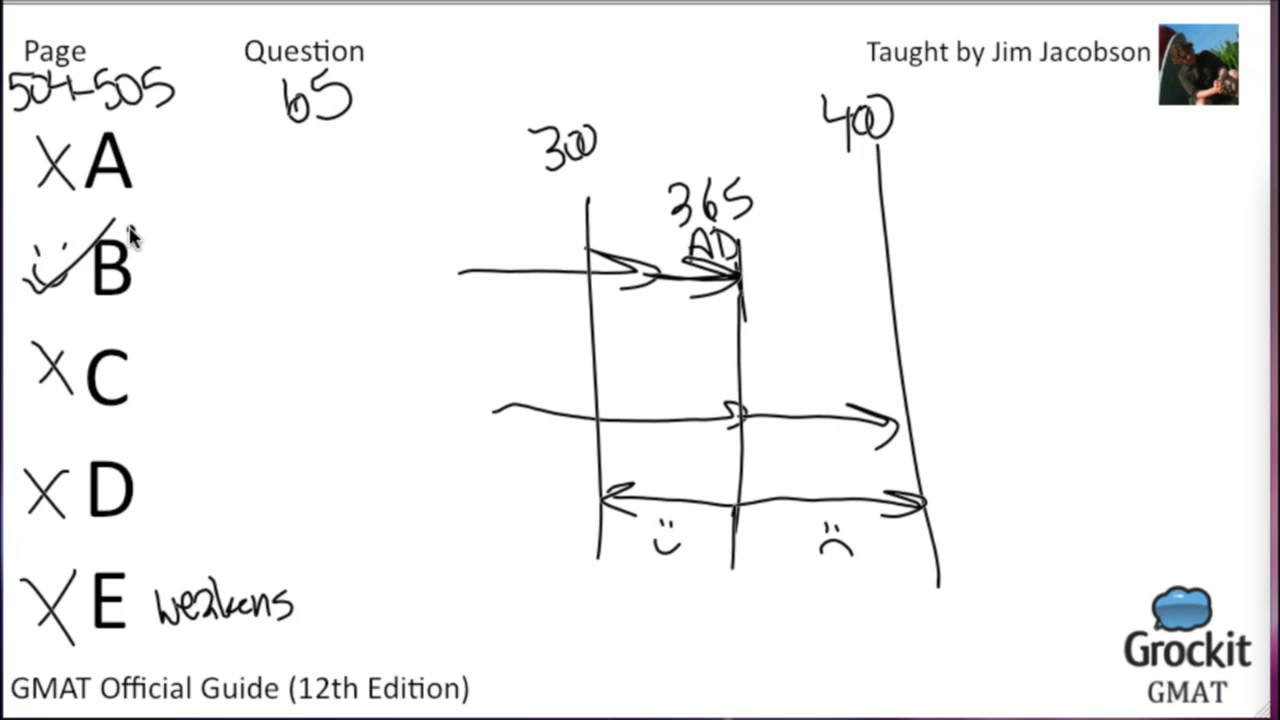 Page Question Taught by Jim Jacobson
504-505 65
300 400
365
AD
X A
B
X C
X D
X E weakens
Grockit
GMAT
GMAT Official Guide (12th Edition)